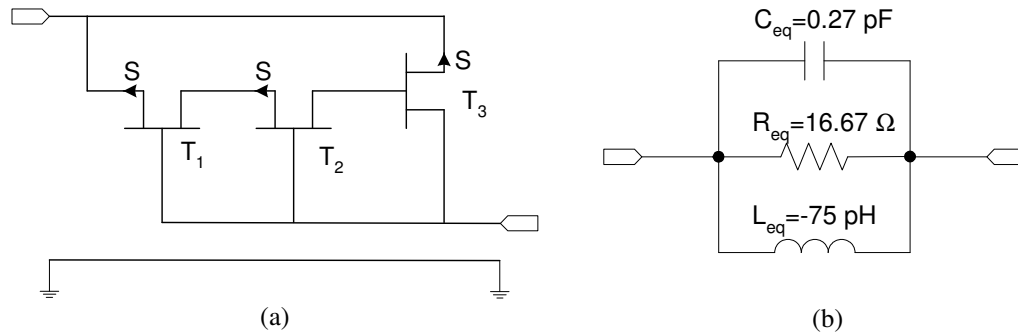 S
S
S
T1
T2
T3
(a)
Ceq=0.27 pF
Req=16.67 Ω
Leq=-75 pH
(b)